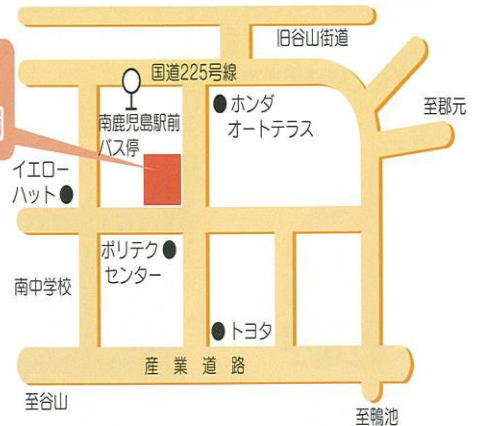 旧谷山街道
国道225号線
ホンダ
オートテラス
至郡元
南鹿児島駅前
バス停
イエロー
ハット
ポリテク
センター
南中学校
トヨタ
産業道路
至谷山
至鴨池